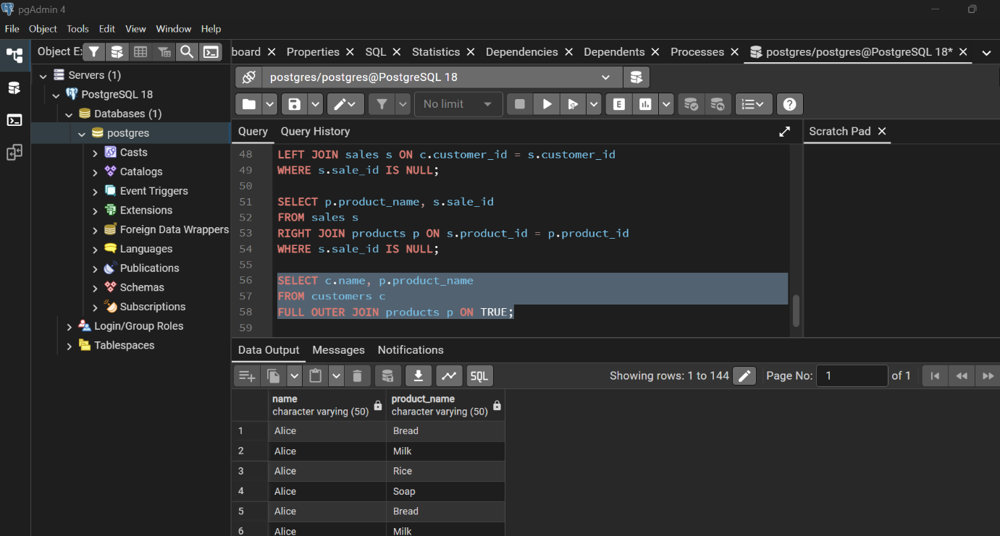 pgAdmin 4
File Object Tools Edit View Window Help
Object Ex
board Properties SQL Statistics Dependencies Dependents Processes postgres/postgres@PostgreSQL 18*
Servers (1)
PostgreSQL 18
Databases (1)
postgres
Casts
Catalogs
Event Triggers
Extensions
Foreign Data Wrappers
Languages
Publications
Schemas
Subscriptions
Login/Group Roles
Tablespaces
postgres/postgres@PostgreSQL 18
No limit E
Query Query History
Scratch Pad
48 LEFT JOIN sales s ON c.customer_id = s.customer_id
49 WHERE s.sale_id IS NULL;
50
51 SELECT p.product_name, s.sale_id
52 FROM sales s
53 RIGHT JOIN products p ON s.product_id = p.product_id
54 WHERE s.sale_id IS NULL;
55
56 SELECT c.name, p.product_name
57 FROM customers c
58 FULL OUTER JOIN products p ON TRUE;
59
Data Output Messages Notifications
SQL Showing rows: 1 to 144 Page No: 1 of 1
name product_name
character varying (50) character varying (50)
1 Alice Bread
2 Alice Milk
3 Alice Rice
4 Alice Soap
5 Alice Bread
6 Alice Milk